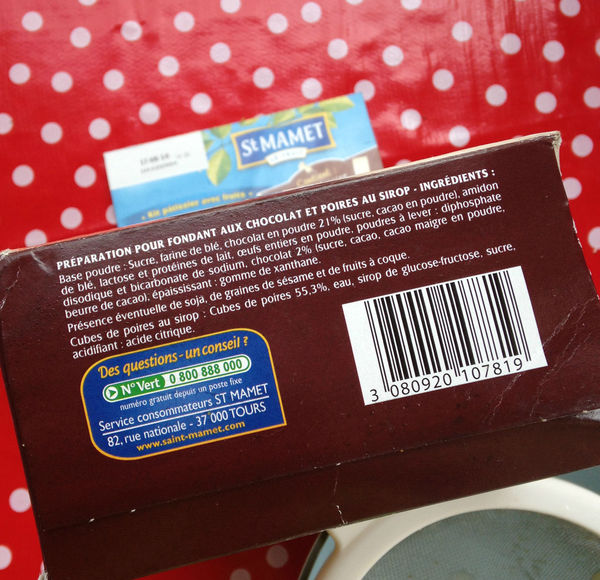 St MAMET
Kit pâtissier avec fruits
PRÉPARATION POUR FONDANT AUX CHOCOLAT ET POIRES AU SIROP - INGRÉDIENTS :
Base poudre : Sucre, farine de blé, chocolat en poudre 21% (sucre, cacao en poudre), amidon
de blé, lactose et protéines de lait, œufs entiers en poudre, poudres à lever : diphosphate
disodique et bicarbonate de sodium, chocolat 2% (sucre, cacao, cacao maigre en poudre,
beurre de cacao), épaississant : gomme de xanthane.
Présence éventuelle de soja, de graines de sésame et de fruits à coque.
Cubes de poires au sirop : Cubes de poires 55,3%, eau, sirop de glucose-fructose, sucre,
acidifiant : acide citrique.
Des questions - un conseil ?
N° Vert 0 800 888 000
numéro gratuit depuis un poste fixe
Service consommateurs ST MAMET
82, rue nationale - 37 000 TOURS
www.saint-mamet.com
3 080920 107819